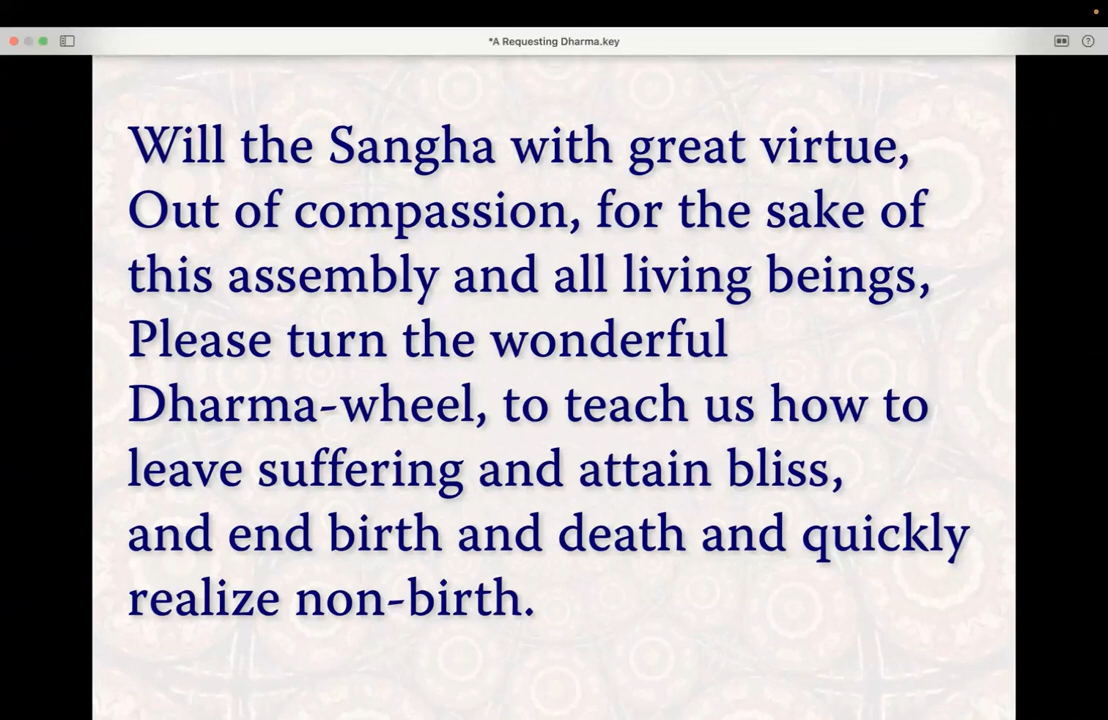 *A Requesting Dharma.key
Will the Sangha with great virtue,
Out of compassion, for the sake of
this assembly and all living beings,
Please turn the wonderful
Dharma-wheel, to teach us how to
leave suffering and attain bliss,
and end birth and death and quickly
realize non-birth.